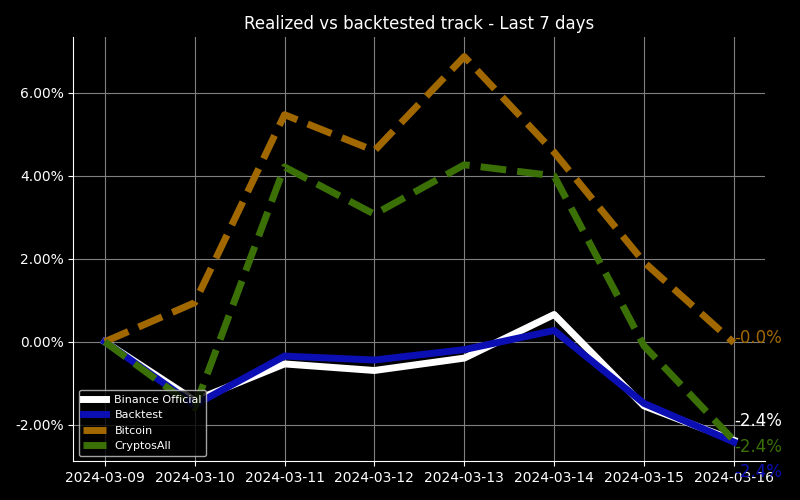 Realized vs backtested track - Last 7 days
6.00%
4.00%
2.00%
0.00%
-2.00%
Binance Official
Backtest
Bitcoin
CryptosAll
-0.0%
-2.4%
-2.4%
-2.4%
2024-03-09 2024-03-10 2024-03-11 2024-03-12 2024-03-13 2024-03-14 2024-03-15 2024-03-16